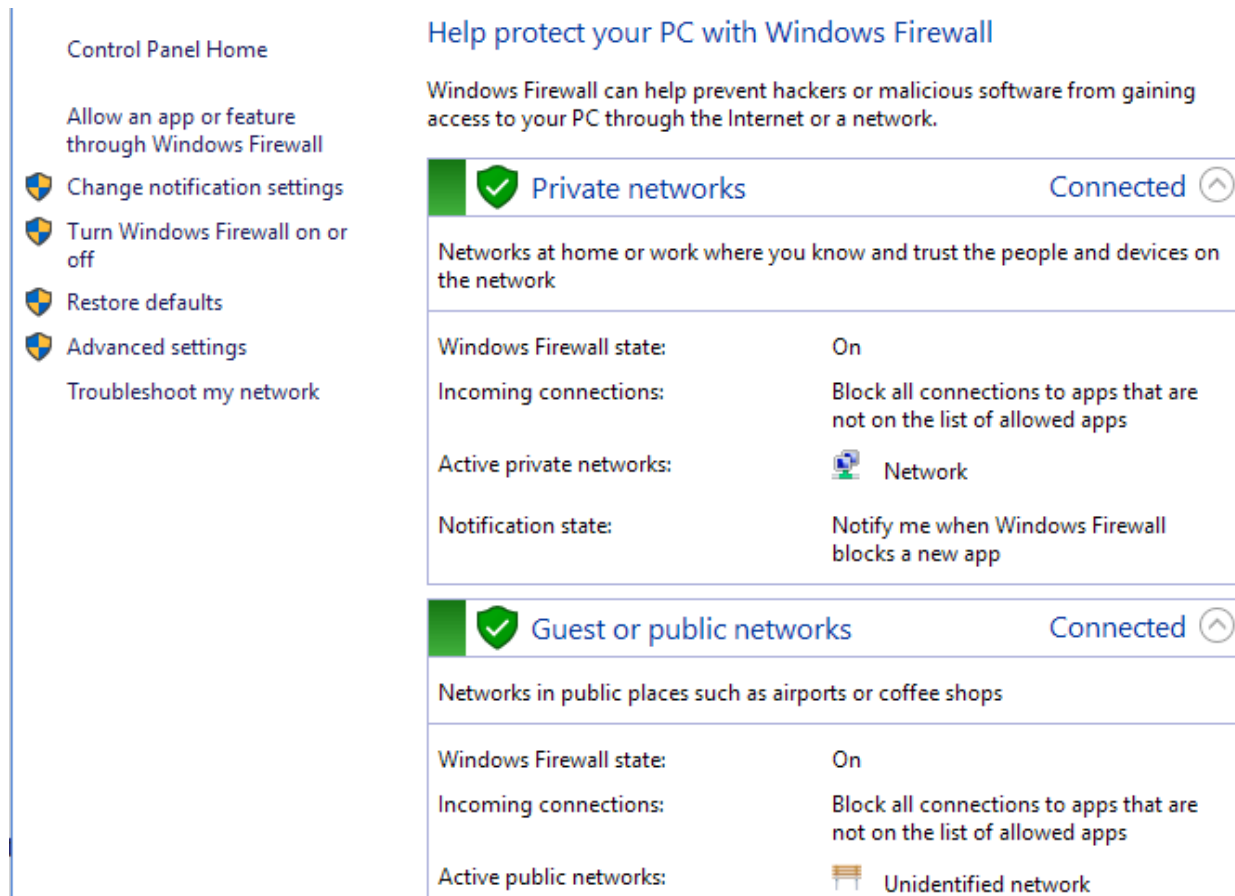 Control Panel Home
Allow an app or feature
through Windows Firewall
Change notification settings
Turn Windows Firewall on or
off
Restore defaults
Advanced settings
Troubleshoot my network
Help protect your PC with Windows Firewall
Windows Firewall can help prevent hackers or malicious software from gaining
access to your PC through the Internet or a network.
Private networks Connected
Networks at home or work where you know and trust the people and devices on
the network
Windows Firewall state: On
Incoming connections: Block all connections to apps that are
not on the list of allowed apps
Active private networks: Network
Notification state: Notify me when Windows Firewall
blocks a new app
Guest or public networks Connected
Networks in public places such as airports or coffee shops
Windows Firewall state: On
Incoming connections: Block all connections to apps that are
not on the list of allowed apps
Active public networks: Unidentified network